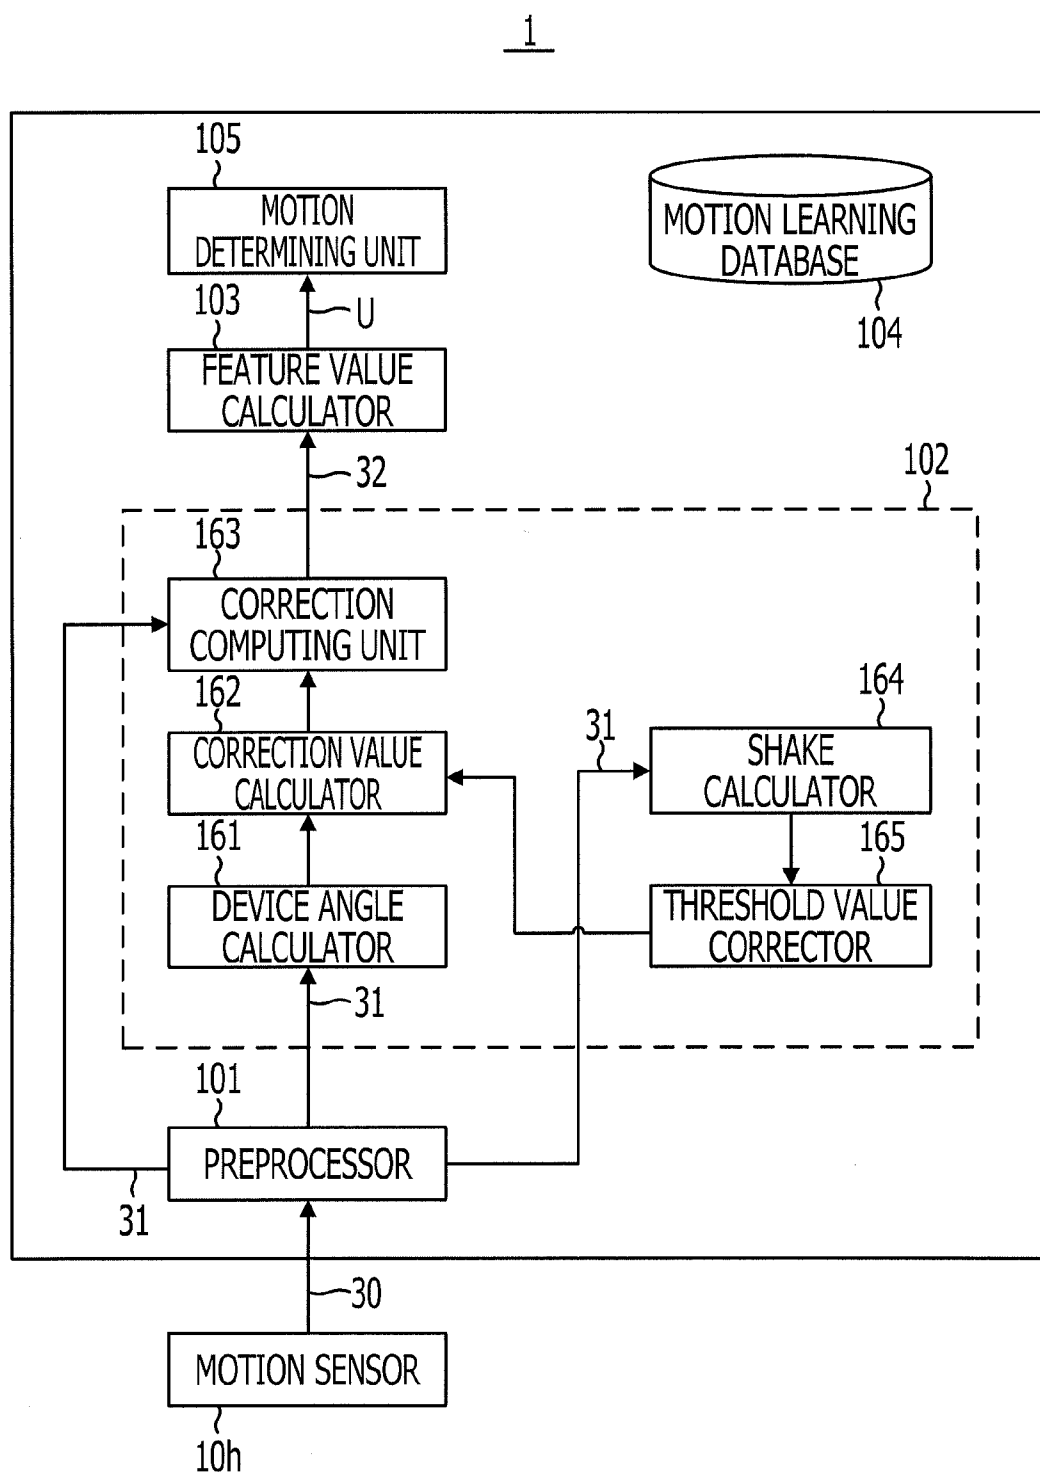 1
105
MOTION
DETERMINING UNIT
MOTION LEARNING
DATABASE
104
103
U
FEATURE VALUE
CALCULATOR
32
102
163
CORRECTION
COMPUTING UNIT
162
164
31
CORRECTION VALUE
CALCULATOR
SHAKE
CALCULATOR
161
165
DEVICE ANGLE
CALCULATOR
THRESHOLD VALUE
CORRECTOR
31
101
PREPROCESSOR
31
30
MOTION SENSOR
10h